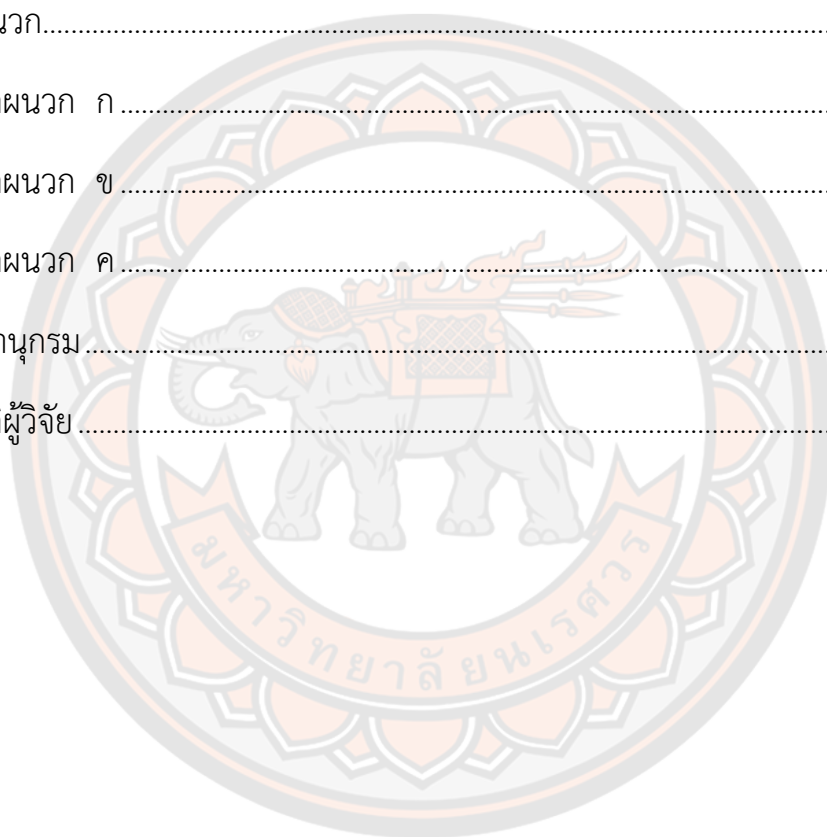 นวก
ผนวก ก
ผนวก ข
ผนวก ค
านุกรม
ผู้วิจัย
มหาวิทยาลัยนเรศวร